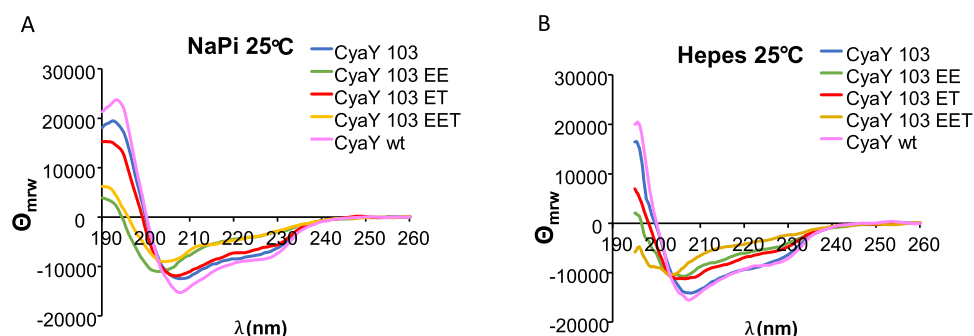 A
NaPi 25°C
CyaY 103
CyaY 103 EE
CyaY 103 ET
CyaY 103 EET
CyaY wt
30000
20000
10000
0
-10000
-20000
Θmrw
190 200 210 220 230 240 250 260
λ(nm)
B
Hepes 25°C
CyaY 103
CyaY 103 EE
CyaY 103 ET
CyaY 103 EET
CyaY wt
30000
20000
10000
0
-10000
-20000
Θmrw
190 200 210 220 230 240 250 260
λ(nm)